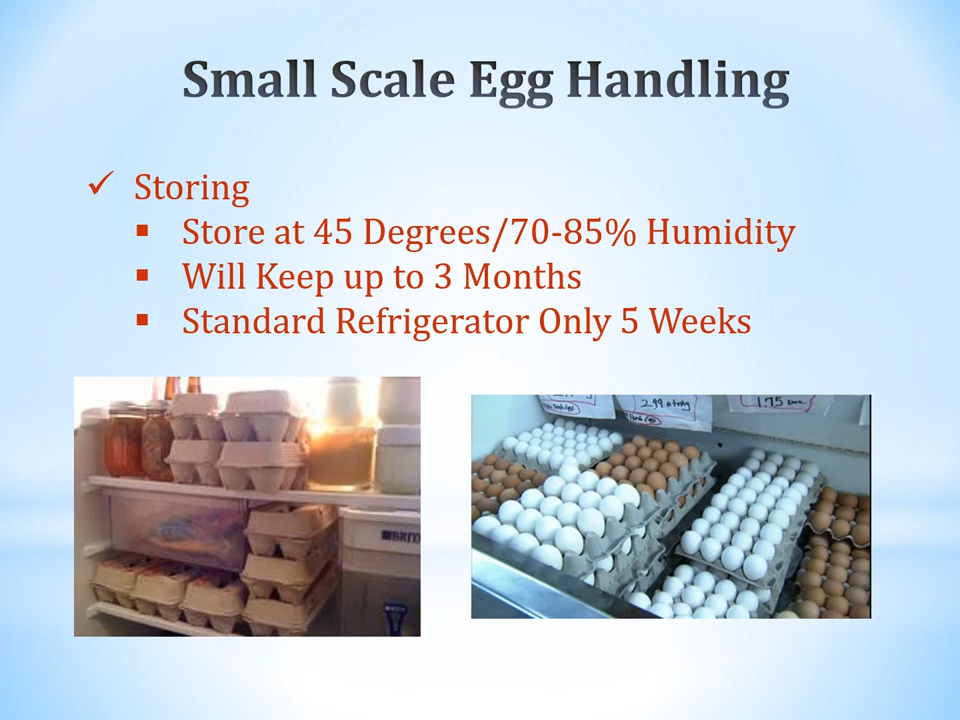 Small Scale Egg Handling
✓ Storing
▪ Store at 45 Degrees/70-85% Humidity
▪ Will Keep up to 3 Months
▪ Standard Refrigerator Only 5 Weeks
2.99
1.75 Doz